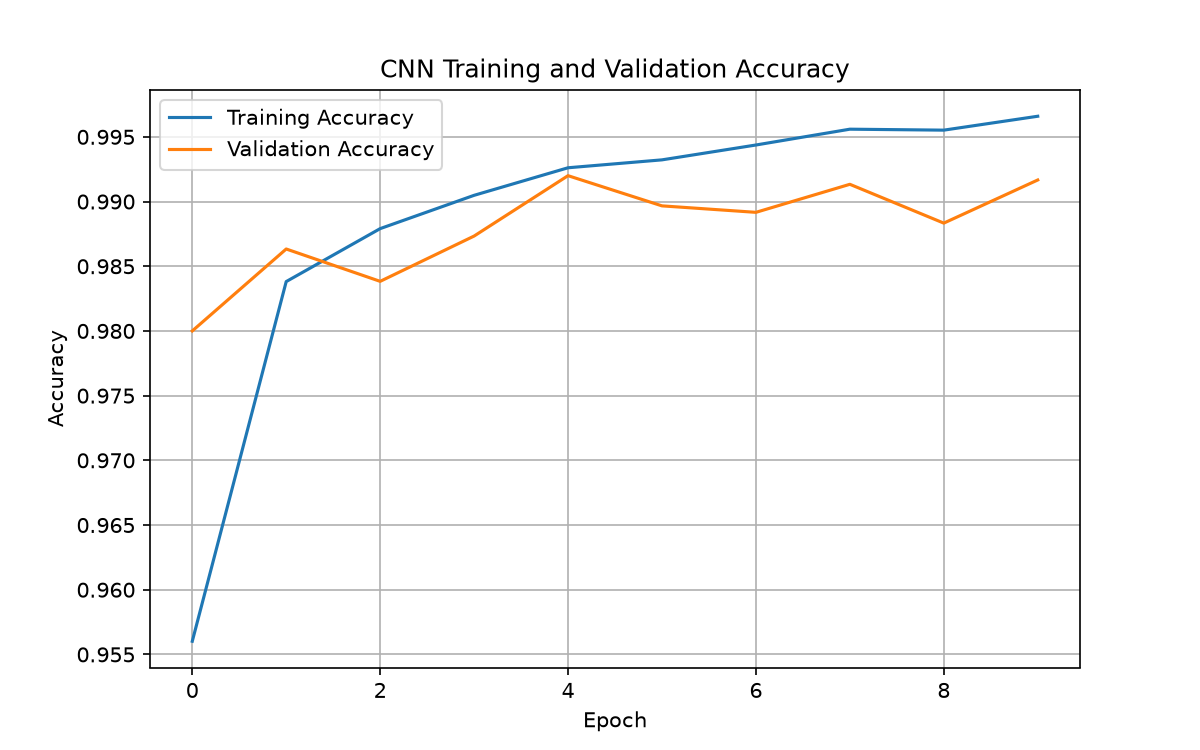 CNN Training and Validation Accuracy
Training Accuracy
Validation Accuracy
0.995
0.990
0.985
0.980
0.975
0.970
0.965
0.960
0.955
Accuracy
0 2 4 6 8
Epoch